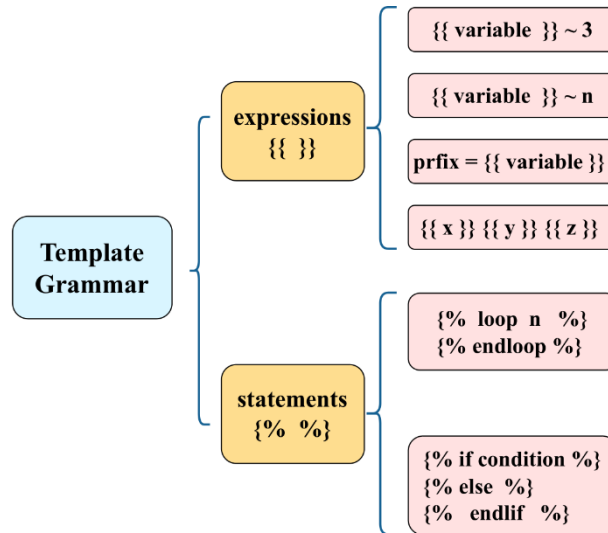 Template
Grammar
expressions
{{ }}
{{ variable }} ~ 3
{{ variable }} ~ n
prfix = {{ variable }}
{{ x }} {{ y }} {{ z }}
statements
{% %}
{% loop n %}
{% endloop %}
{% if condition %}
{% else %}
{% endlif %}